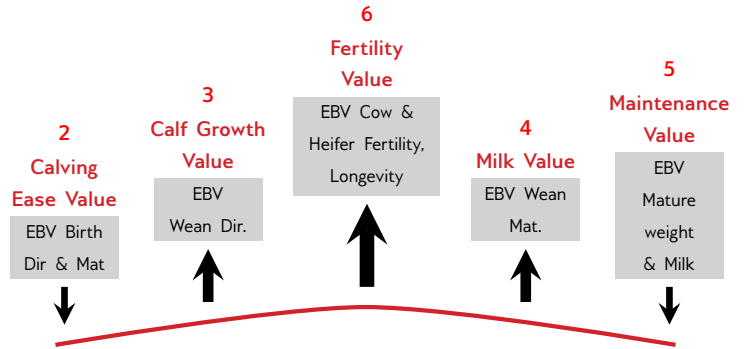 2
Calving
Ease Value
EBV Birth
Dir & Mat
3
Calf Growth
Value
EBV
Wean Dir.
6
Fertility
Value
EBV Cow &
Heifer Fertility,
Longevity
4
Milk Value
EBV Wean
Mat.
5
Maintenance
Value
EBV
Mature
weight
& Milk